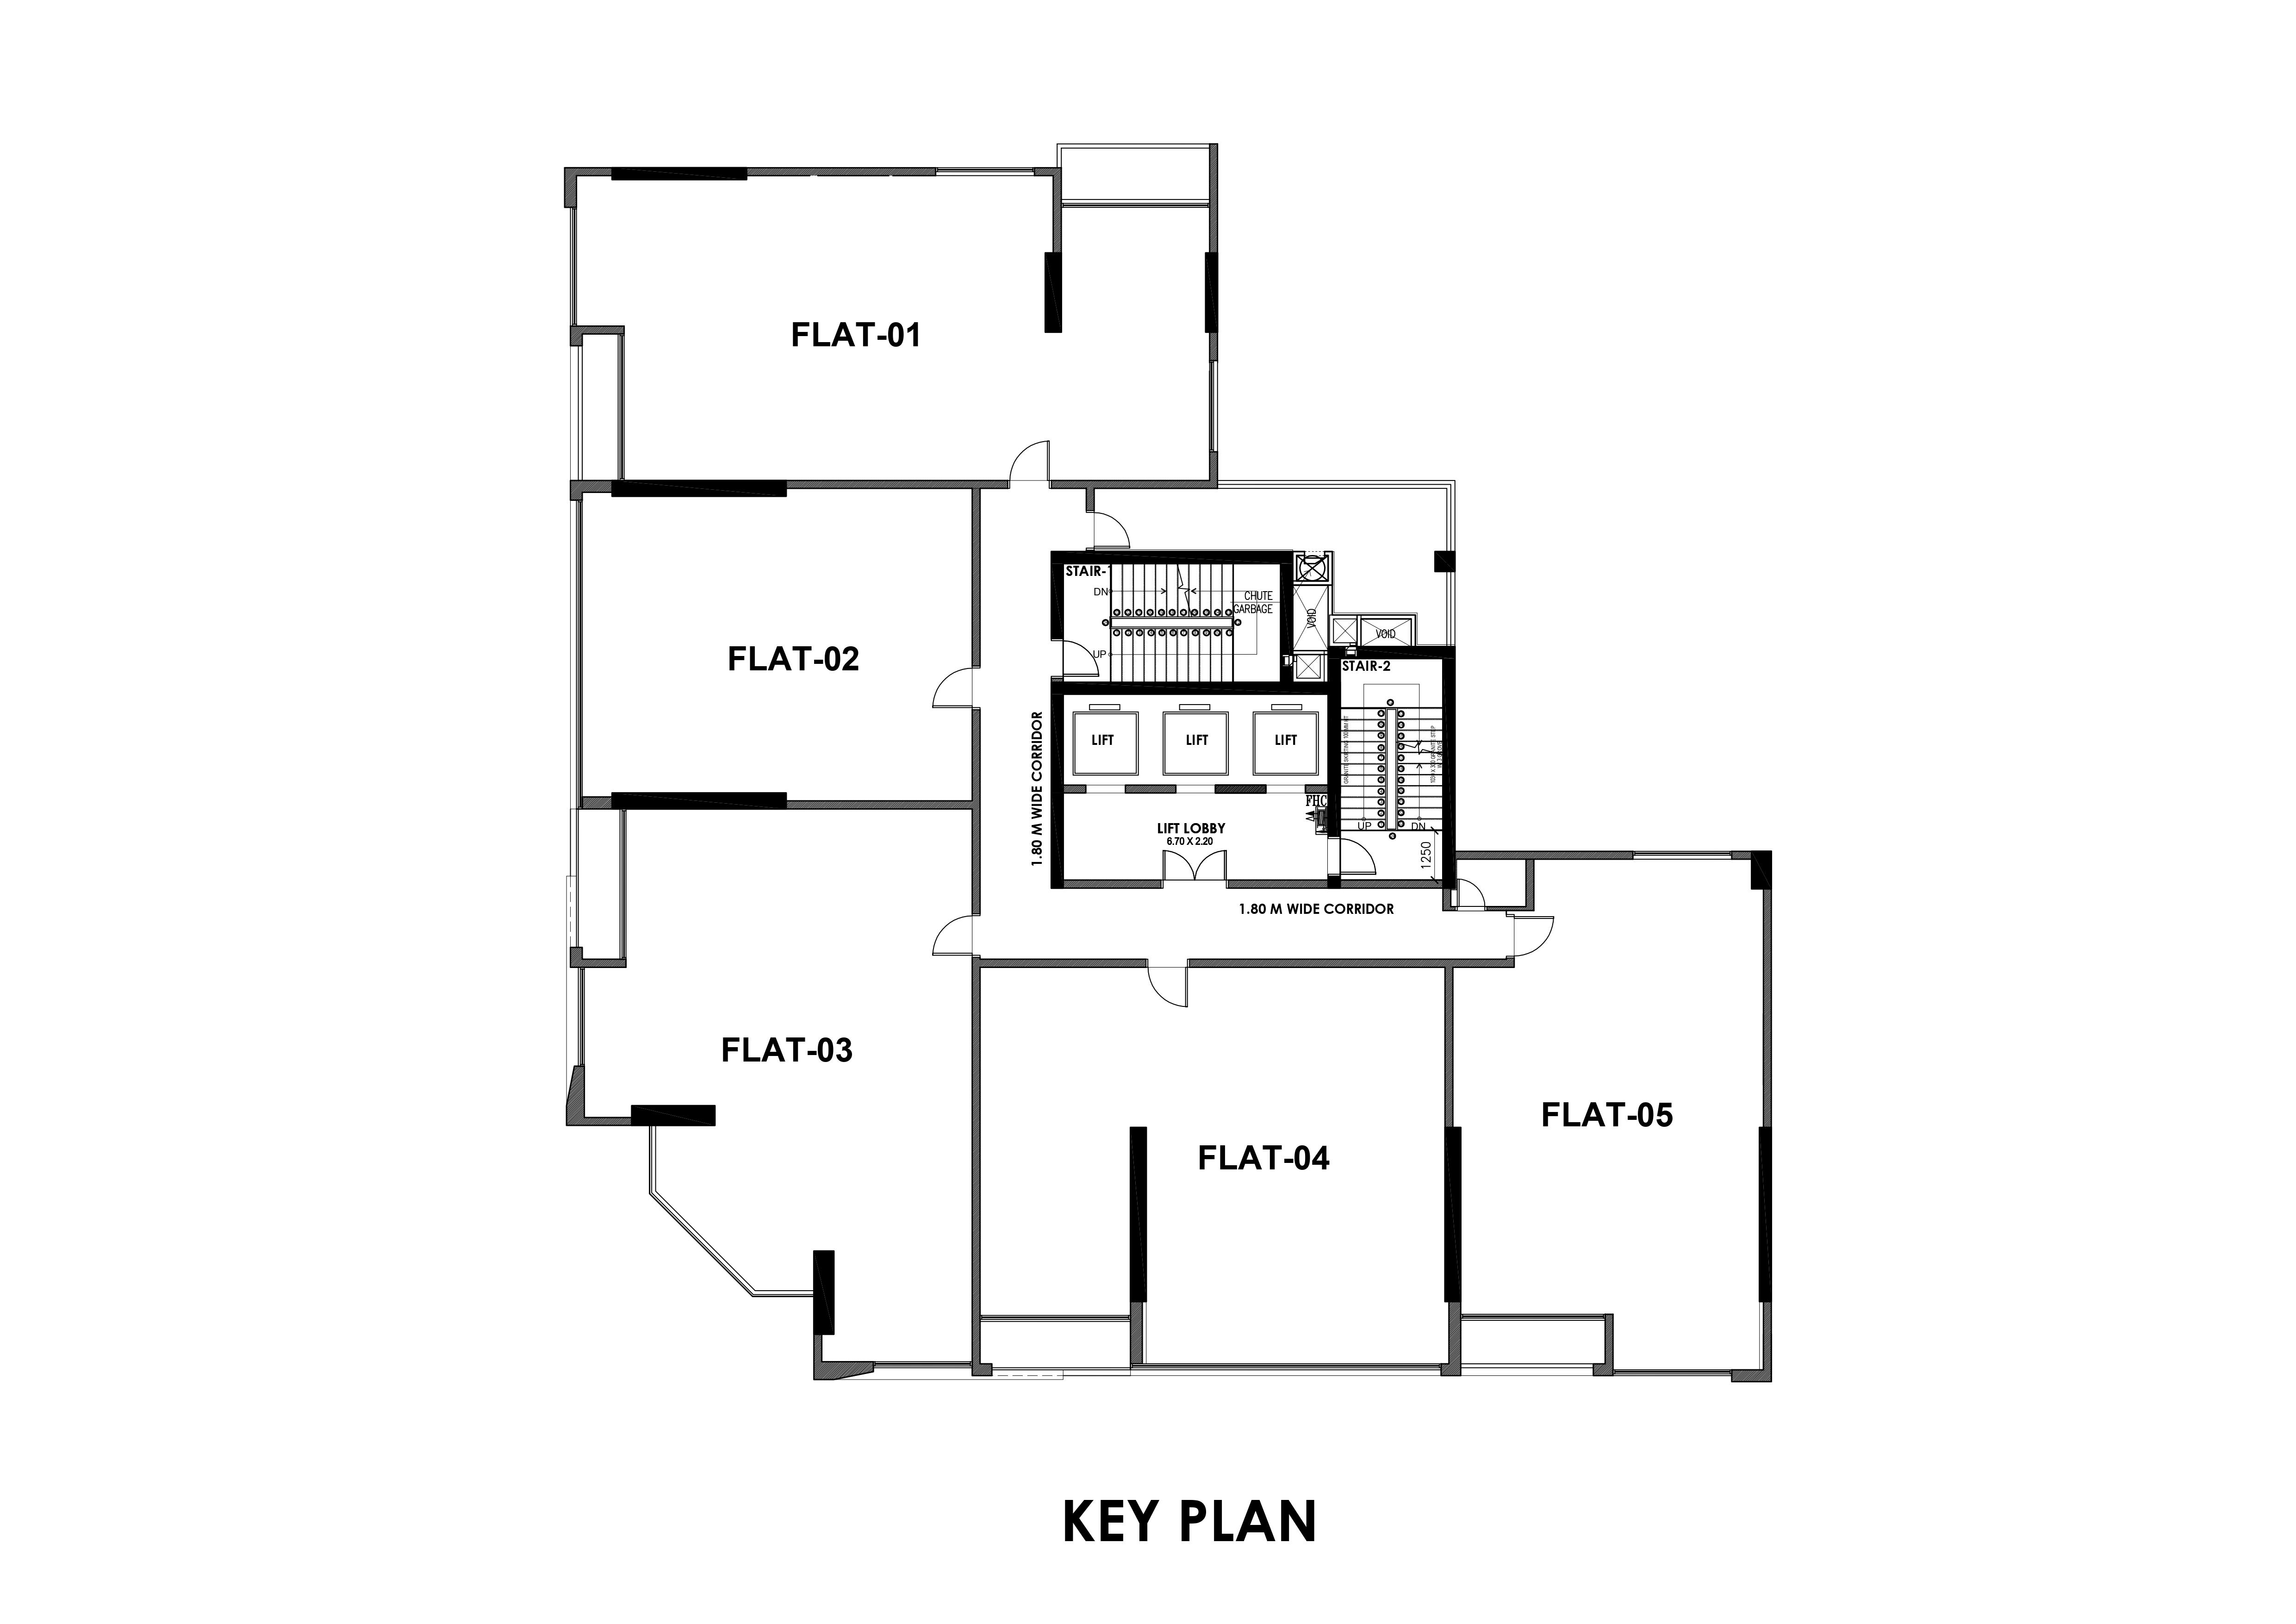 FLAT-01
STAIR-1
DN
CHUTE
GARBAGE
VOID
VOID
UP
FLAT-02
STAIR-2
LIFT
LIFT
LIFT
1.80 M WIDE CORRIDOR
FHC
UP
DN
LIFT LOBBY
6.70 X 2.20
1250
1.80 M WIDE CORRIDOR
FLAT-03
FLAT-05
FLAT-04
KEY PLAN